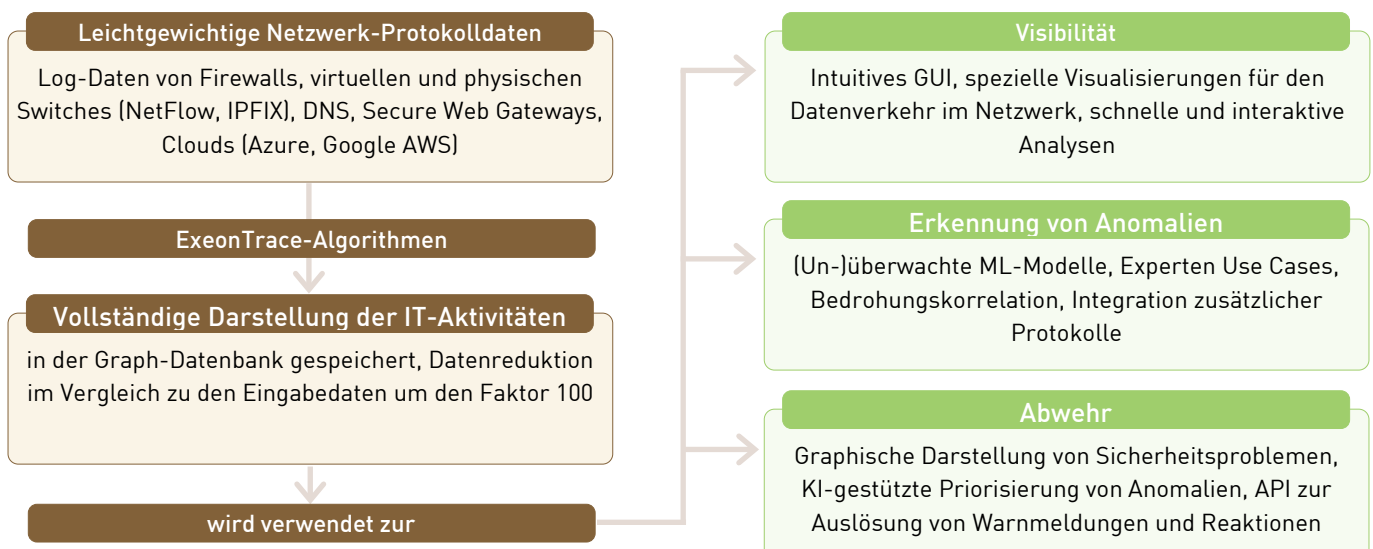 Leichtgewichtige Netzwerk-Protokolldaten
Log-Daten von Firewalls, virtuellen und physischen
Switches (NetFlow, IPFIX), DNS, Secure Web Gateways,
Clouds (Azure, Google AWS)
ExeonTrace-Algorithmen
Vollständige Darstellung der IT-Aktivitäten
in der Graph-Datenbank gespeichert, Datenreduktion
im Vergleich zu den Eingabedaten um den Faktor 100
wird verwendet zur
Visibilität
Intuitives GUI, spezielle Visualisierungen für den
Datenverkehr im Netzwerk, schnelle und interaktive
Analysen
Erkennung von Anomalien
(Un-)überwachte ML-Modelle, Experten Use Cases,
Bedrohungskorrelation, Integration zusätzlicher
Protokolle
Abwehr
Graphische Darstellung von Sicherheitsproblemen,
KI-gestützte Priorisierung von Anomalien, API zur
Auslösung von Warnmeldungen und Reaktionen